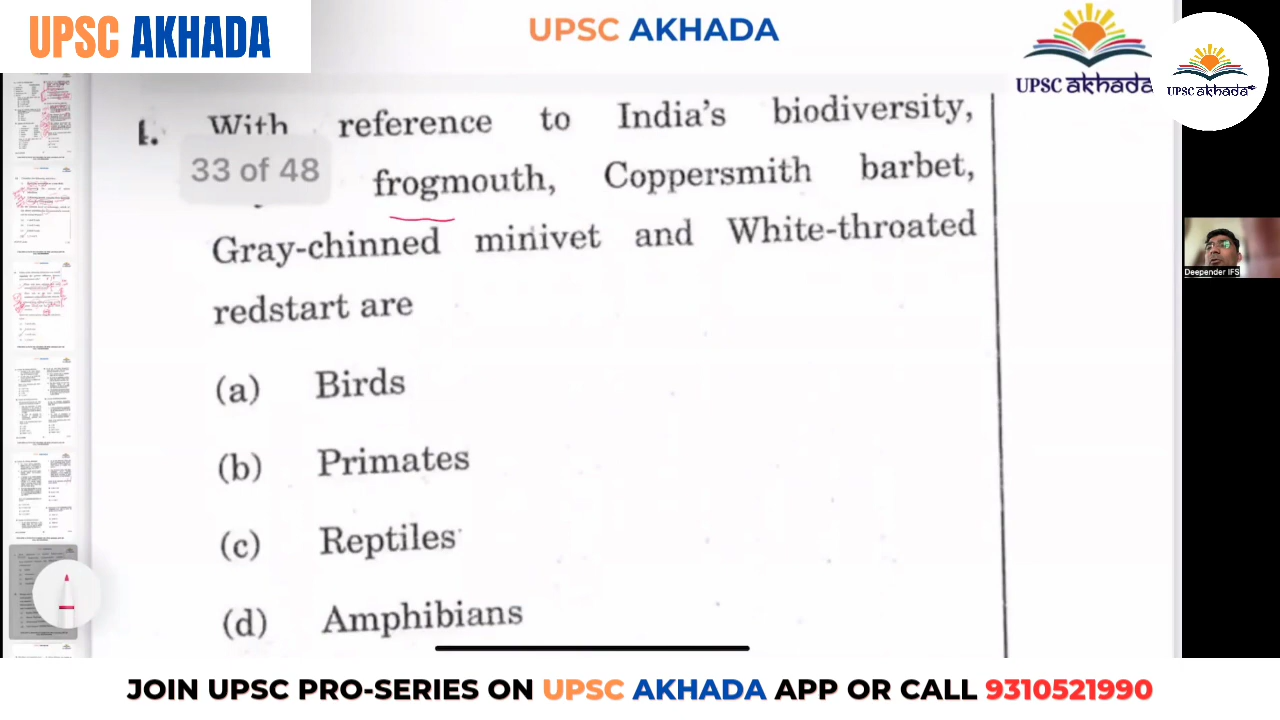 UPSC AKHADA
UPSC AKHADA
UPSC akhada
UPSC akhada
1. With reference to India's biodiversity,
33 of 48
frogmouth, Coppersmith barbet,
Gray-chinned minivet and White-throated
redstart are
(a) Birds
(b) Primates
(c) Reptiles
(d) Amphibians
Deepender IFS
JOIN UPSC PRO-SERIES ON UPSC AKHADA APP OR CALL 9310521990